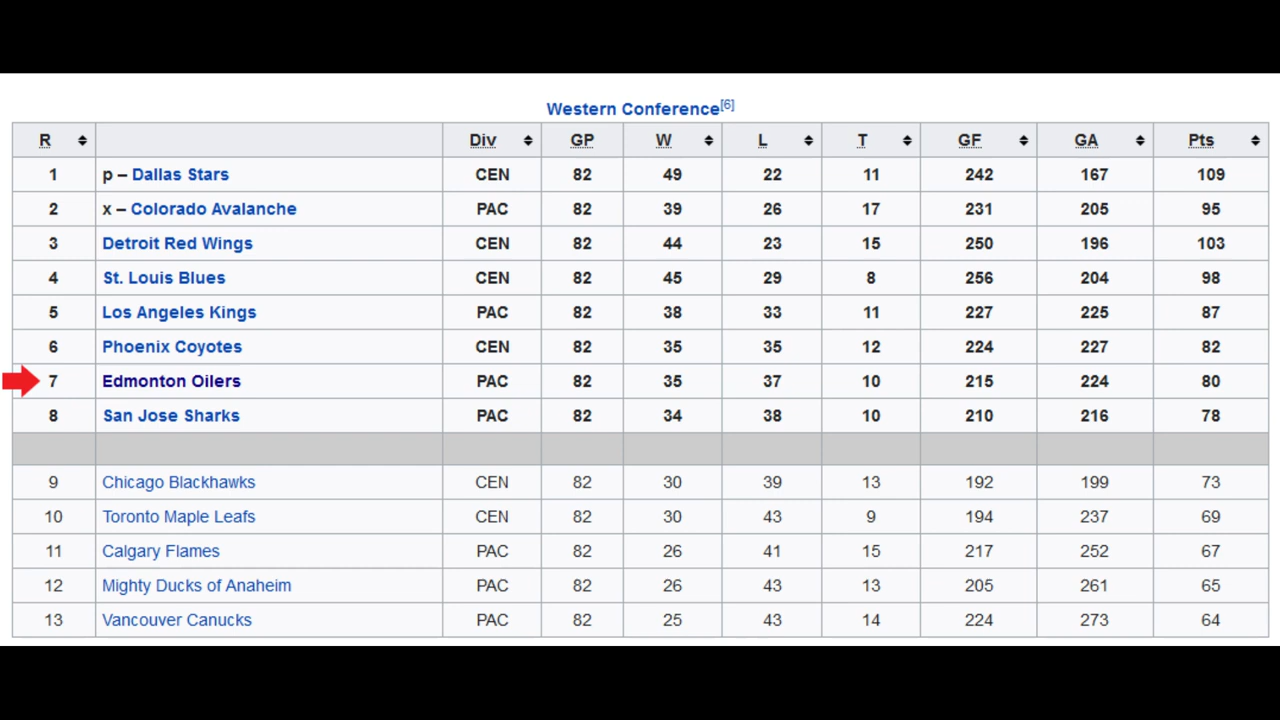 Western Conference[6]
R Div GP W L T GF GA Pts
1 p – Dallas Stars CEN 82 49 22 11 242 167 109
2 x – Colorado Avalanche PAC 82 39 26 17 231 205 95
3 Detroit Red Wings CEN 82 44 23 15 250 196 103
4 St. Louis Blues CEN 82 45 29 8 256 204 98
5 Los Angeles Kings PAC 82 38 33 11 227 225 87
6 Phoenix Coyotes CEN 82 35 35 12 224 227 82
7 Edmonton Oilers PAC 82 35 37 10 215 224 80
8 San Jose Sharks PAC 82 34 38 10 210 216 78
9 Chicago Blackhawks CEN 82 30 39 13 192 199 73
10 Toronto Maple Leafs CEN 82 30 43 9 194 237 69
11 Calgary Flames PAC 82 26 41 15 217 252 67
12 Mighty Ducks of Anaheim PAC 82 26 43 13 205 261 65
13 Vancouver Canucks PAC 82 25 43 14 224 273 64